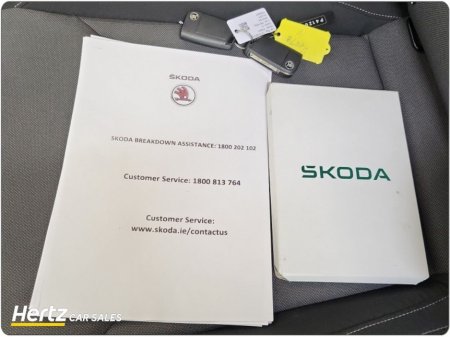 ŠKODA
SKODA BREAKDOWN ASSISTANCE: 1800 202 102
Customer Service: 1800 813 764
Customer Service:
www.skoda.ie/contactus
ŠKODA
Hertz CAR SALES